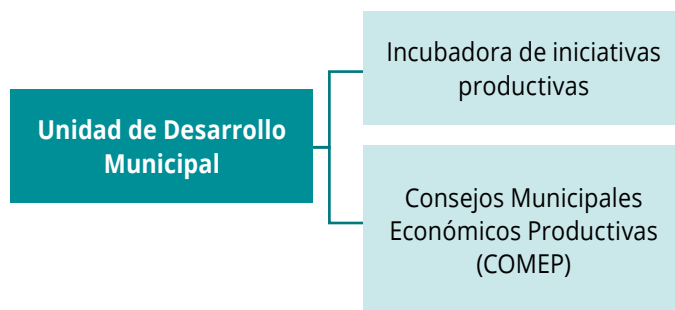 Unidad de Desarrollo
Municipal
Incubadora de iniciativas
productivas
Consejos Municipales
Económicos Productivas
(COMEP)